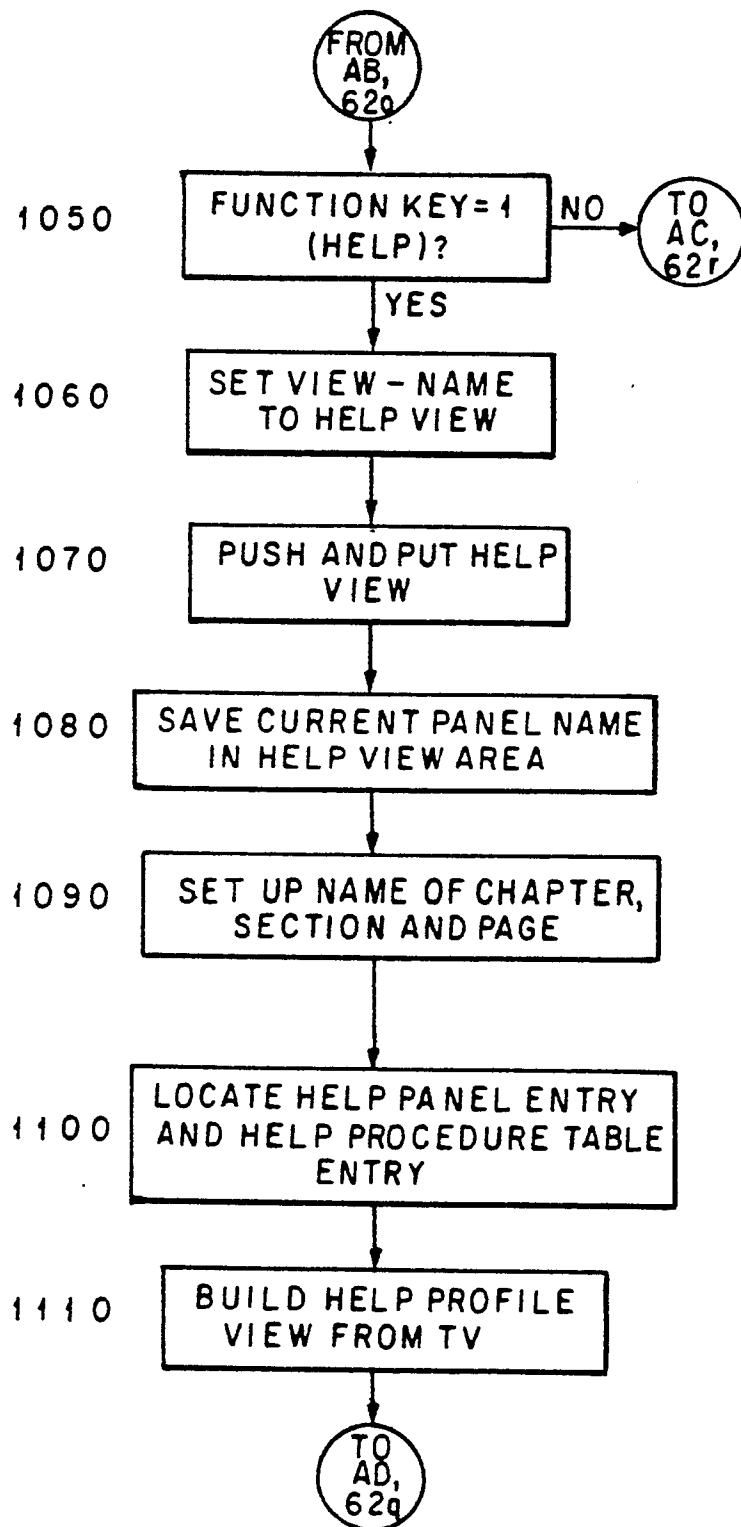 FROM
AB,
62o
1050
FUNCTION KEY=1
(HELP)?
NO
TO
AC,
62r
YES
1060
SET VIEW-NAME
TO HELP VIEW
1070
PUSH AND PUT HELP
VIEW
1080
SAVE CURRENT PANEL NAME
IN HELP VIEW AREA
1090
SET UP NAME OF CHAPTER,
SECTION AND PAGE
1100
LOCATE HELP PANEL ENTRY
AND HELP PROCEDURE TABLE
ENTRY
1110
BUILD HELP PROFILE
VIEW FROM TV
TO
AD,
62q